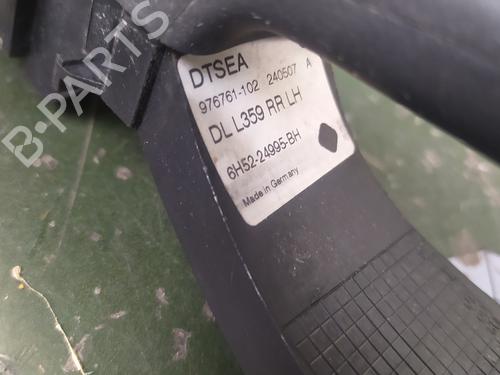 B-PARTS
DTSEA
976761-102 240507 A
DL L359 RR LH
6H52-24995-BH
Made in Germany